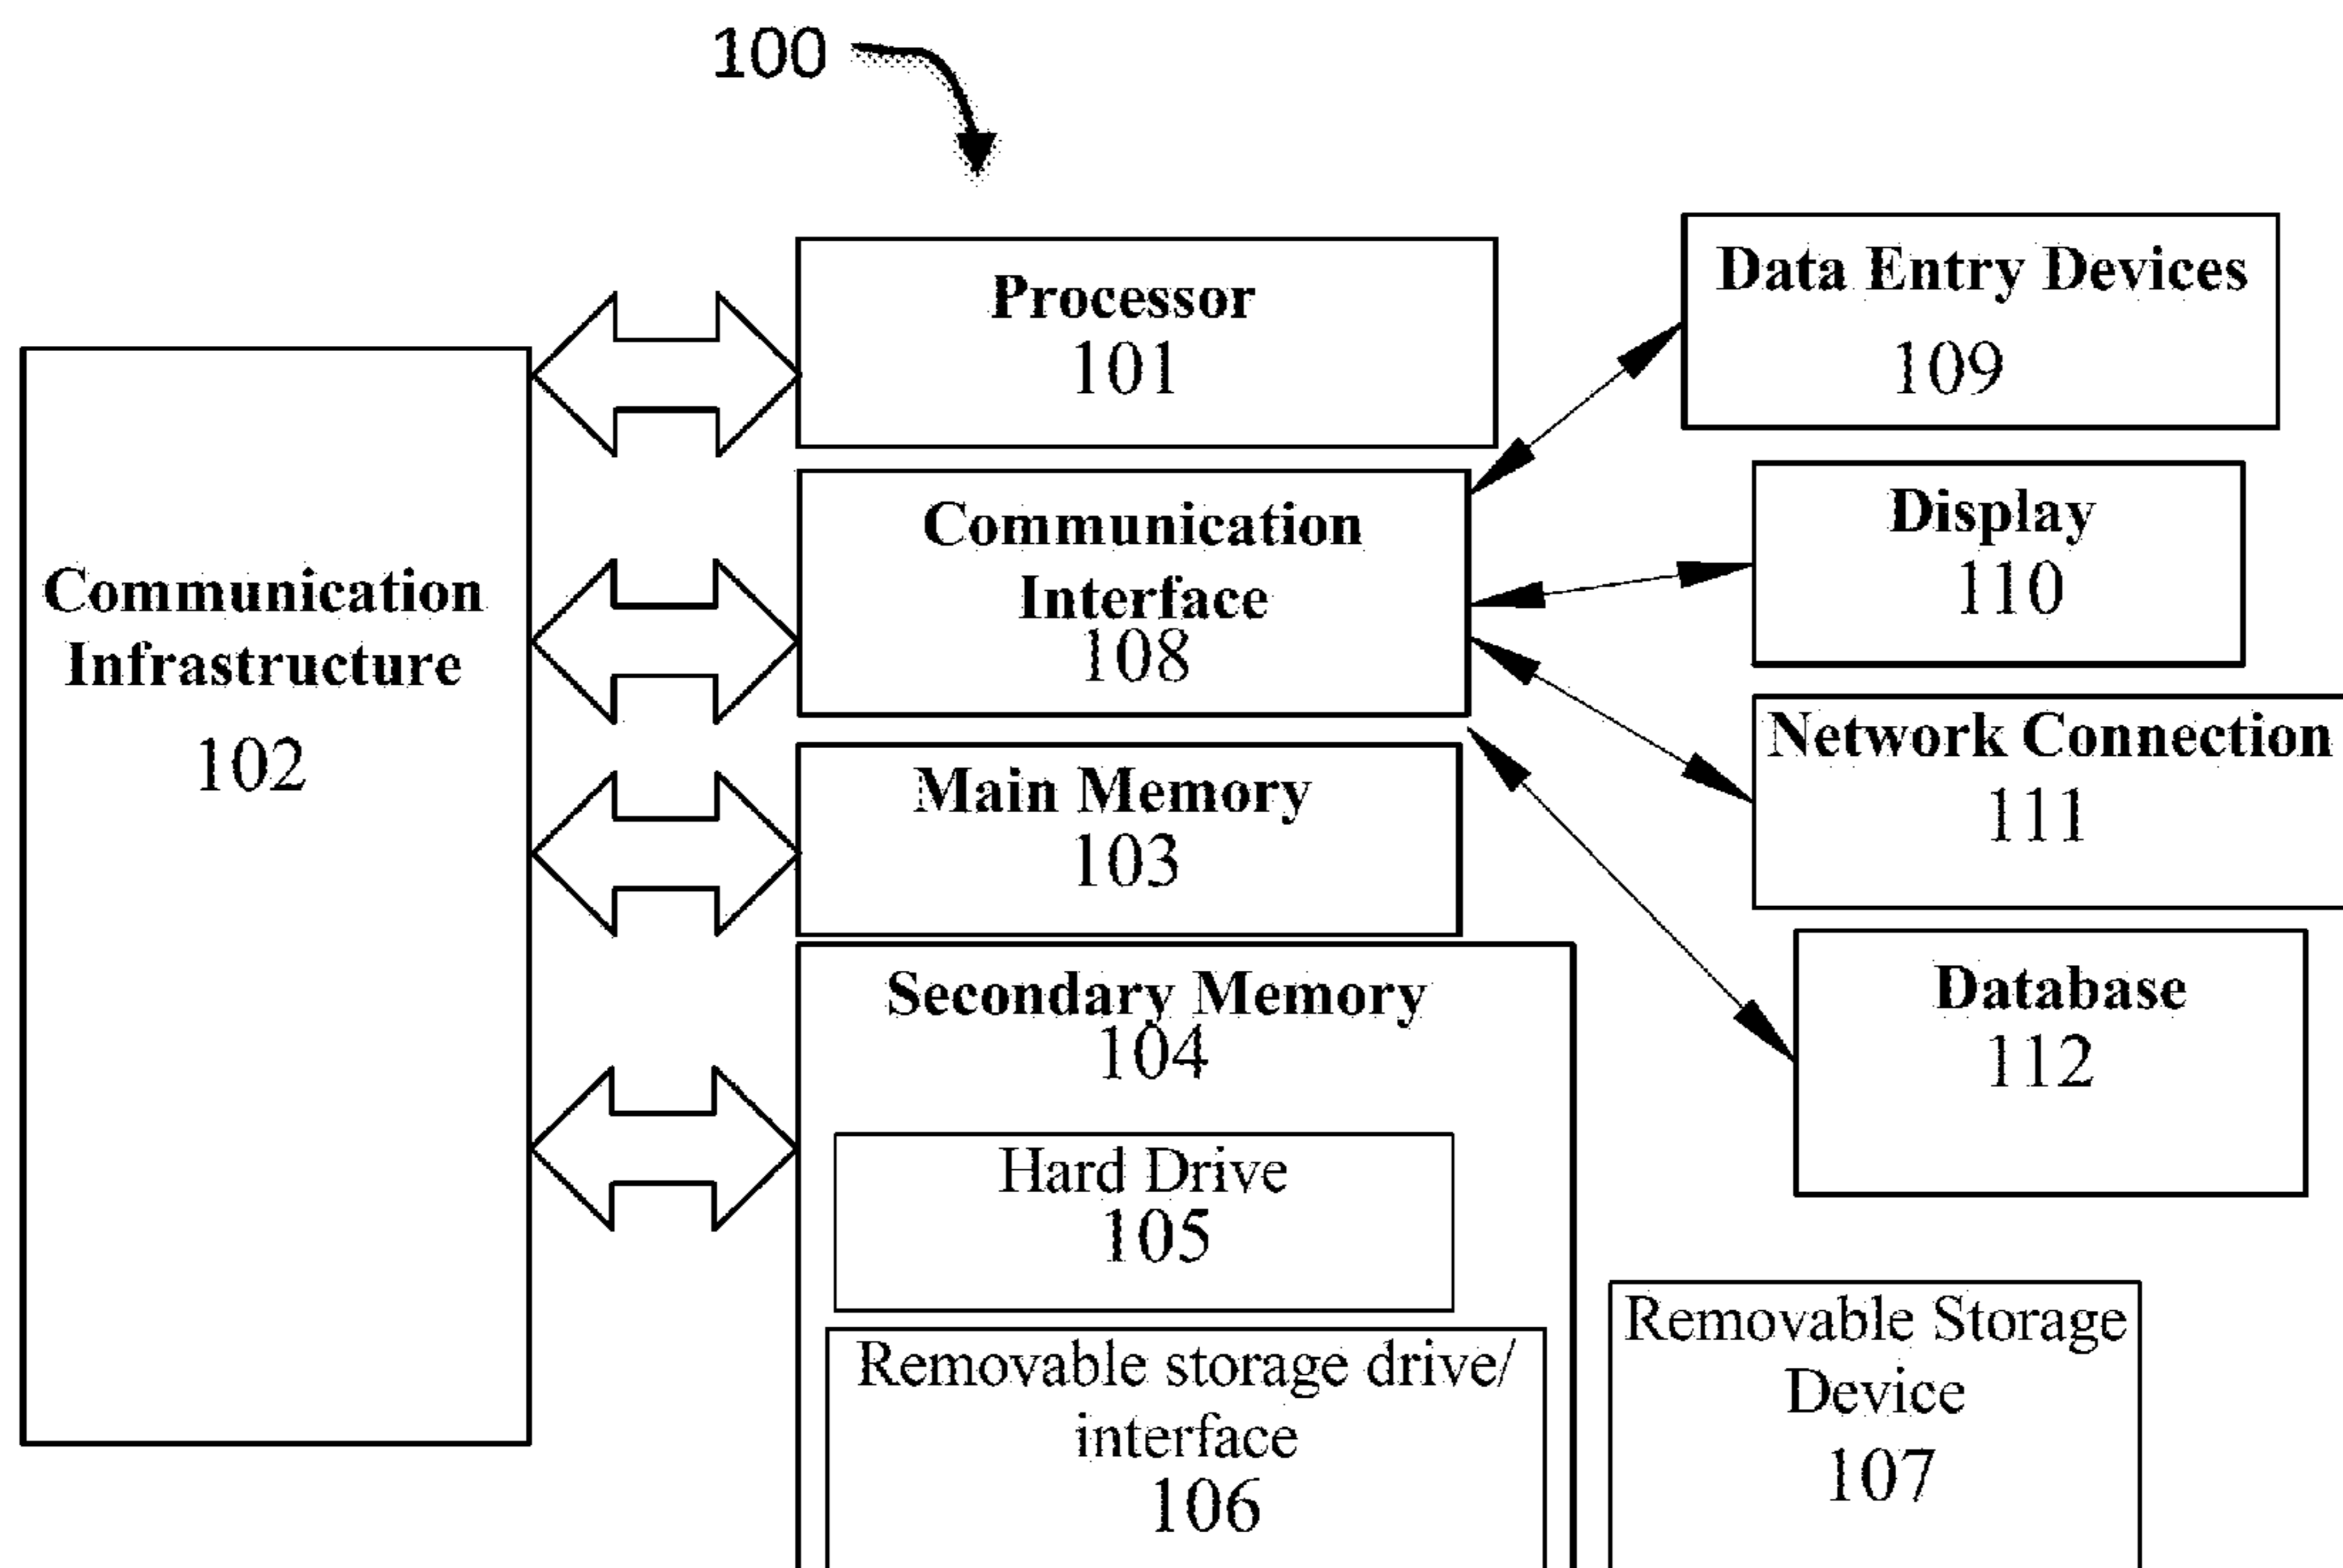 100
Processor
101
Data Entry Devices
109
Communication
Infrastructure
102
Communication
Interface
108
Display
110
Network Connection
111
Main Memory
103
Secondary Memory
104
Database
112
Hard Drive
105
Removable storage drive/
interface
106
Removable Storage
Device
107